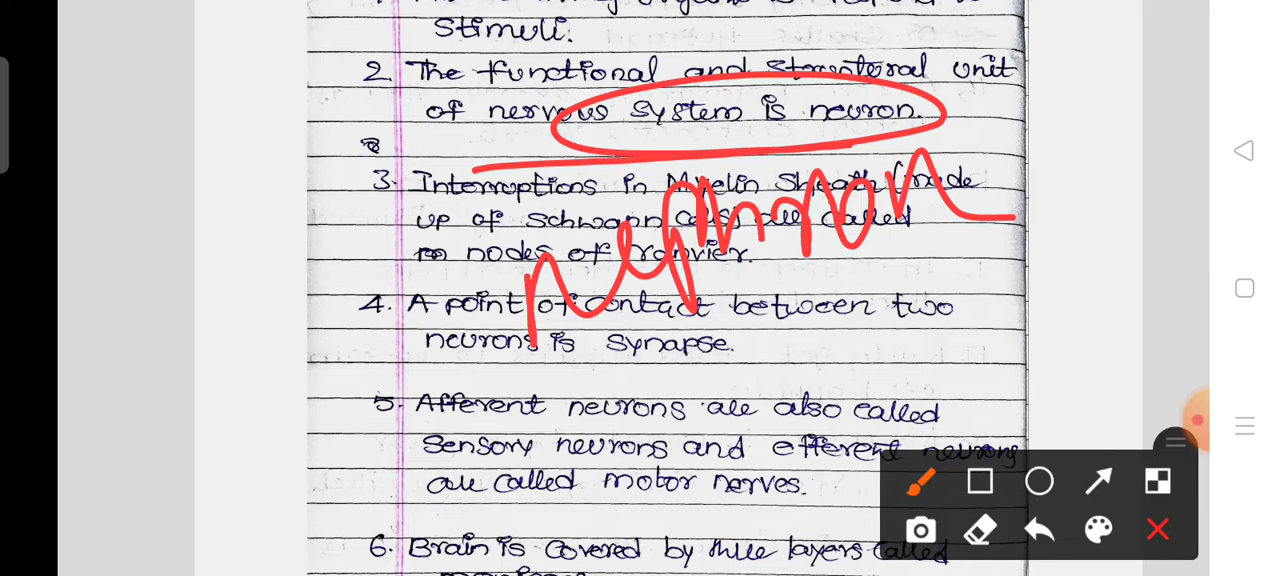 Stimuli.
2. The functional and unit
of nervous system is neuron.
3. Interruptions in Myelin Sheath (made
up of Schwann cells) are called
nodes of ranvier.
nephron
4. A point of contact between two
neurons is synapse.
5. Afferent neurons are also called
sensory neurons and efferent neurons
are called motor nerves.
6. Brain is covered by three layers called